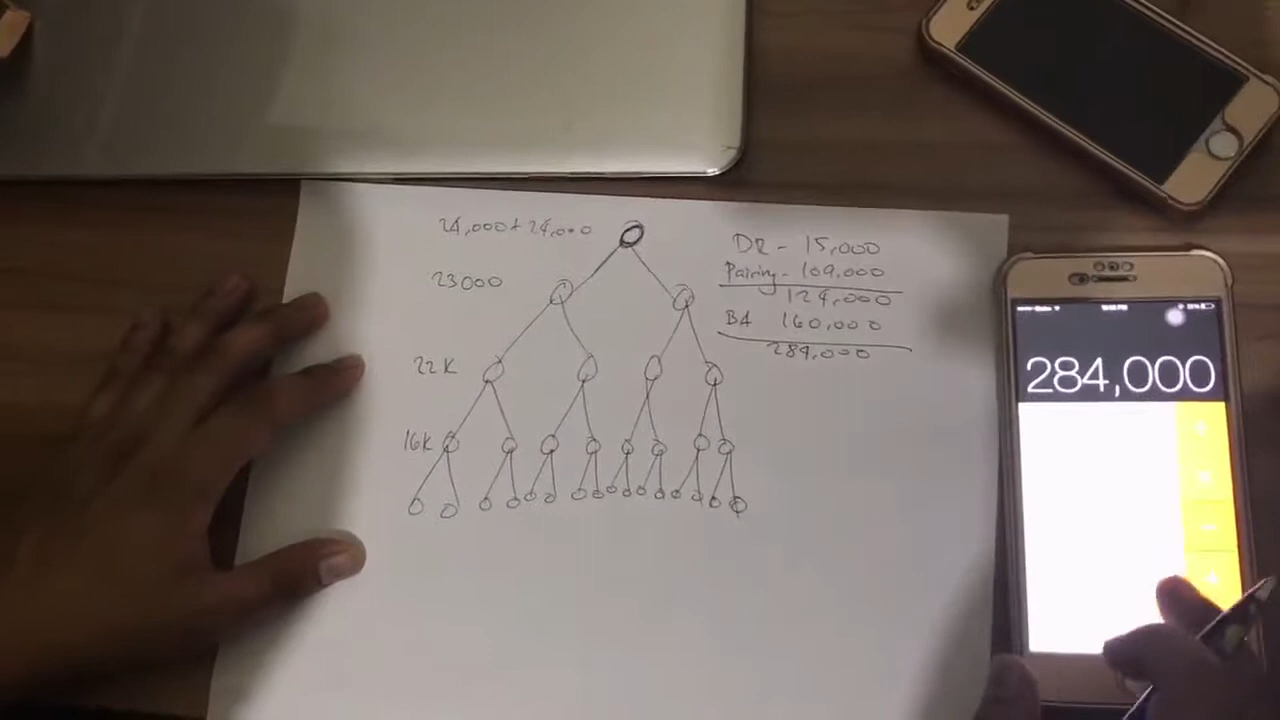 24,000+24,000
23000
22K
16K
DR - 15,000
Pairing - 109,000
124,000
B4 160,000
284,000
284,000